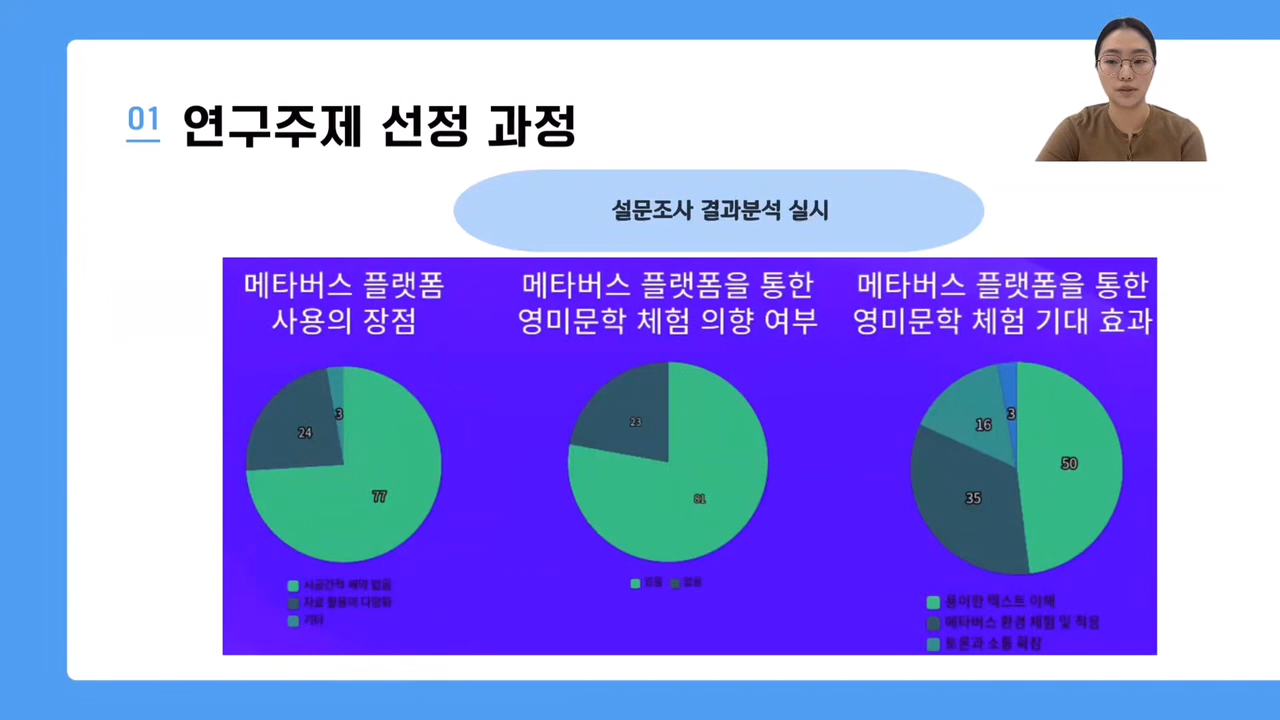 01 연구주제 선정 과정
설문조사 결과분석 실시
메타버스 플랫폼
사용의 장점
3
24
77
시공간적 제약 없음
자료 활용의 다양화
기타
메타버스 플랫폼을 통한
영미문학 체험 의향 여부
23
81
있음 없음
메타버스 플랫폼을 통한
영미문학 체험 기대 효과
3
16
50
35
용이한 텍스트 이해
메타버스 환경 체험 및 적응
토론과 소통 확장